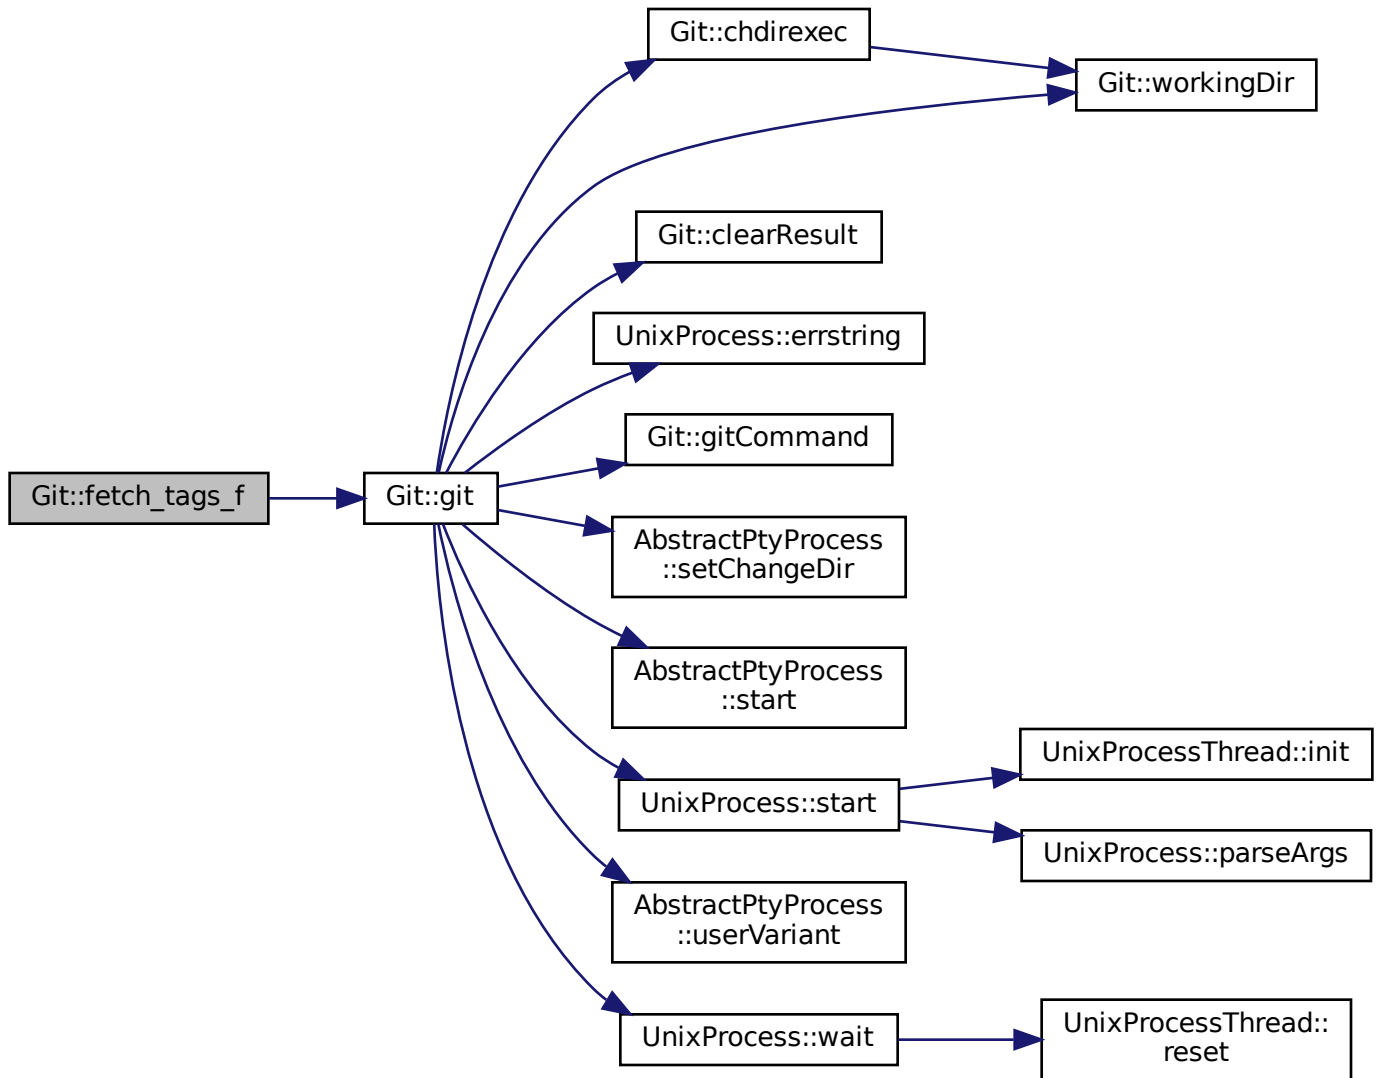 Git::chdirexec
Git::workingDir
Git::clearResult
UnixProcess::errstring
Git::gitCommand
Git::fetch_tags_f
Git::git
AbstractPtyProcess
::setChangeDir
AbstractPtyProcess
::start
UnixProcessThread::init
UnixProcess::start
UnixProcess::parseArgs
AbstractPtyProcess
::userVariant
UnixProcess::wait
UnixProcessThread::
reset